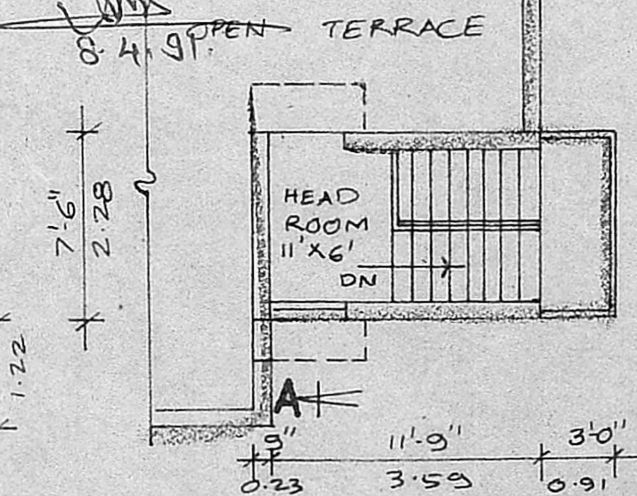 OPEN TERRACE
8.4.91.
7'-6"
2.28
HEAD
ROOM
11'X6'
DN
1.22
A
9"
11'-9"
3'-0"
0.23
3.59
0.91